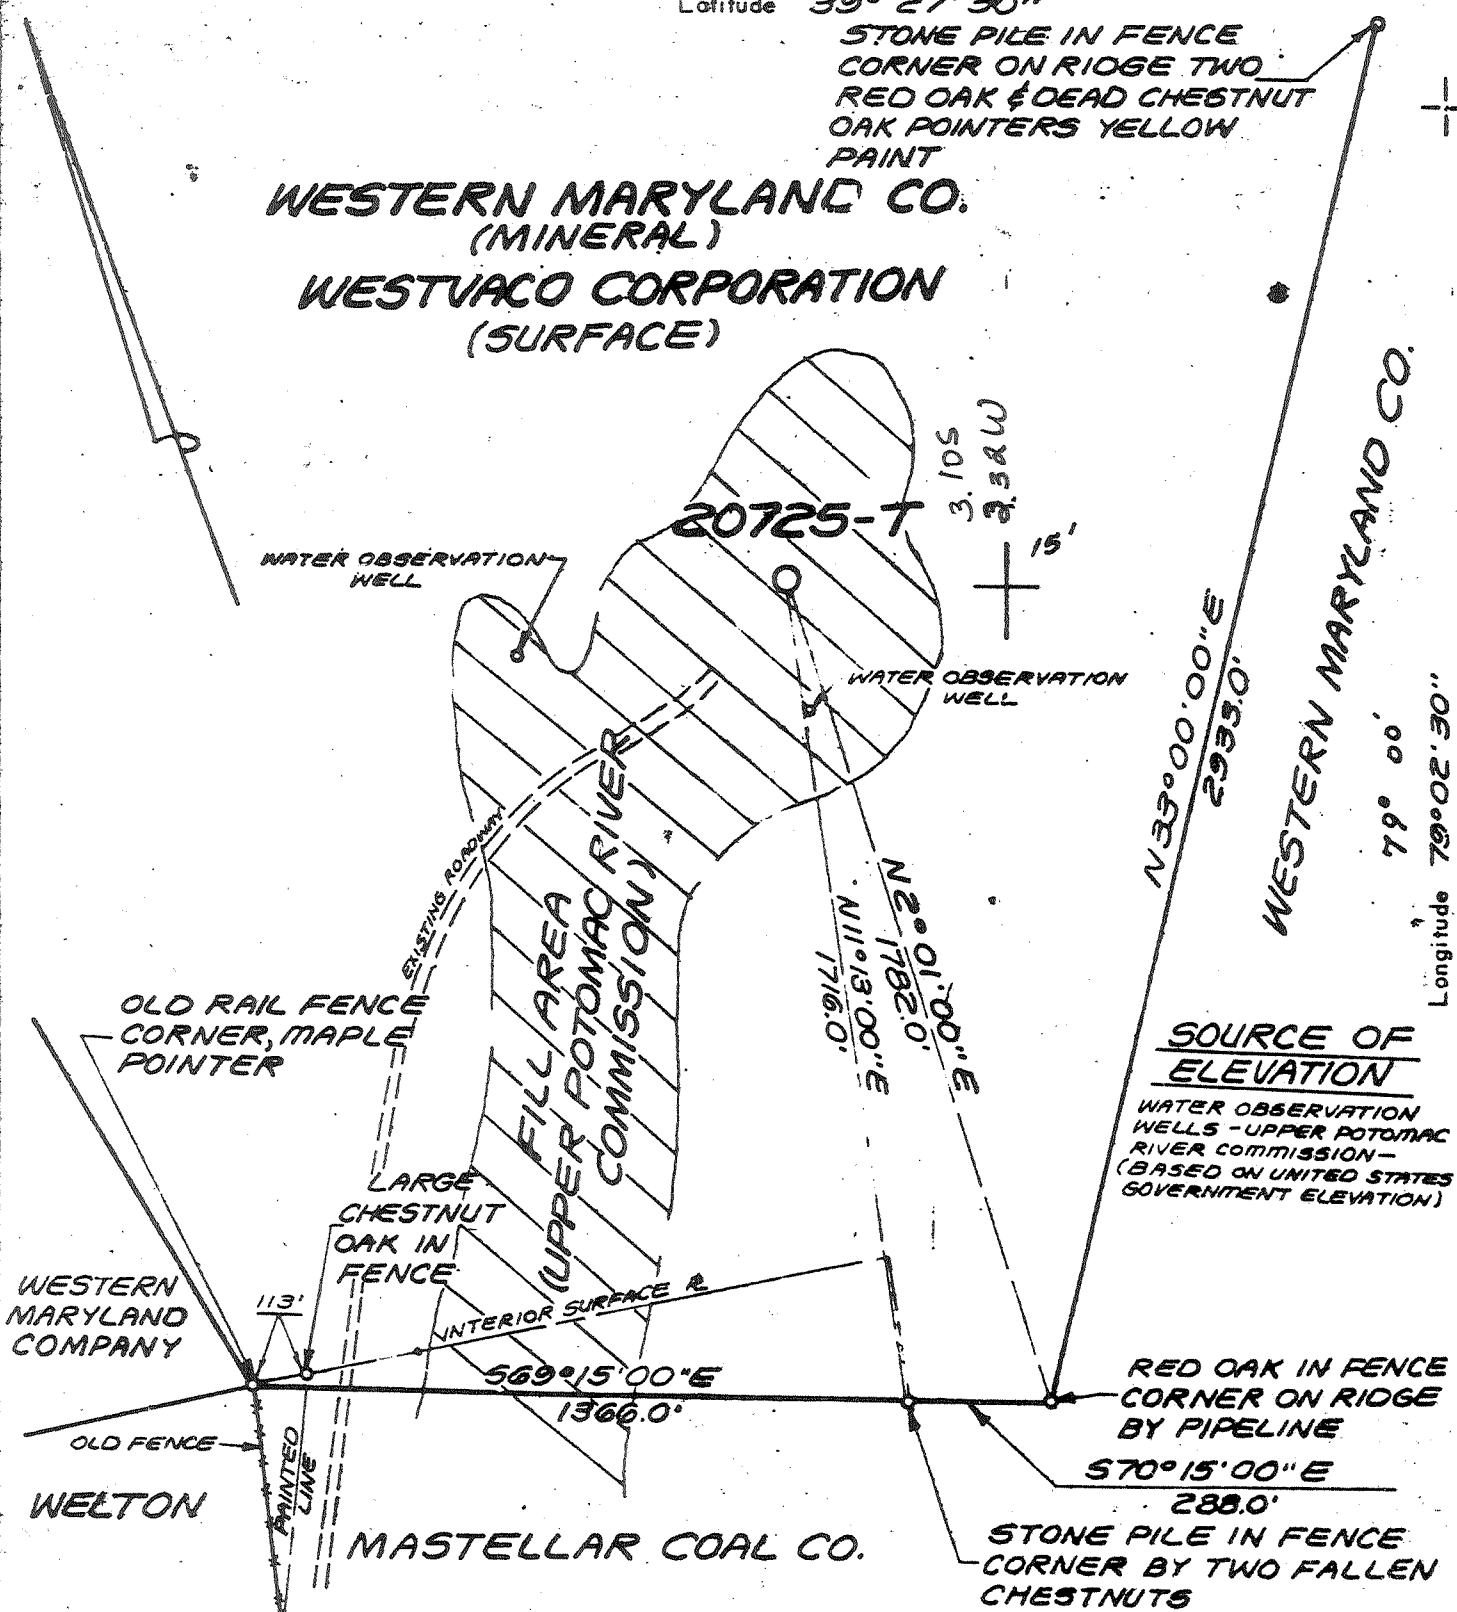 Latitude 39° 27' 30"
STONE PILE IN FENCE
CORNER ON RIDGE TWO
RED OAK & DEAD CHESTNUT
OAK POINTERS YELLOW
PAINT
WESTERN MARYLAND CO.
(MINERAL)
WESTVACO CORPORATION
(SURFACE)
3.10S
2.32W
20725-T
15'
WATER OBSERVATION
WELL
WATER OBSERVATION
WELL
N33°00'00"E
2933.0'
WESTERN MARYLAND CO.
79° 00'
Longitude 79°02'30"
EXISTING ROADWAY
FILL AREA
(UPPER POTOMAC RIVER
COMMISSION)
N11°13'00"E
1716.0'
N2°01'00"E
1782.0'
OLD RAIL FENCE
CORNER, MAPLE
POINTER
SOURCE OF
ELEVATION
WATER OBSERVATION
WELLS - UPPER POTOMAC
RIVER COMMISSION -
(BASED ON UNITED STATES
GOVERNMENT ELEVATION)
LARGE
CHESTNUT
OAK IN
FENCE
WESTERN
MARYLAND
COMPANY
113'
INTERIOR SURFACE
S69°15'00"E
1366.0'
RED OAK IN FENCE
CORNER ON RIDGE
BY PIPELINE
OLD FENCE
PAINTED
LINE
S70°15'00"E
288.0'
WELTON
MASTELLAR COAL CO.
STONE PILE IN FENCE
CORNER BY TWO FALLEN
CHESTNUTS